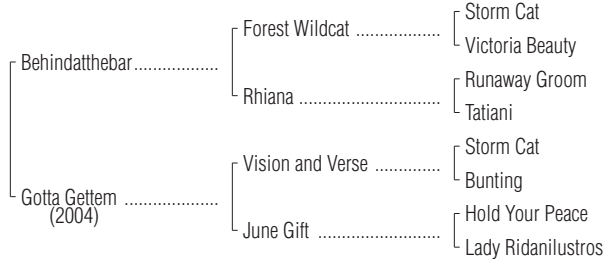 Storm Cat
Forest Wildcat ..................
Victoria Beauty
Behindatthebar..................
Runaway Groom
Rhiana ..............................
Tatiani
Storm Cat
Vision and Verse ..............
Bunting
Gotta Gettem ....................
(2004)
Hold Your Peace
June Gift ..........................
Lady Ridanilustros